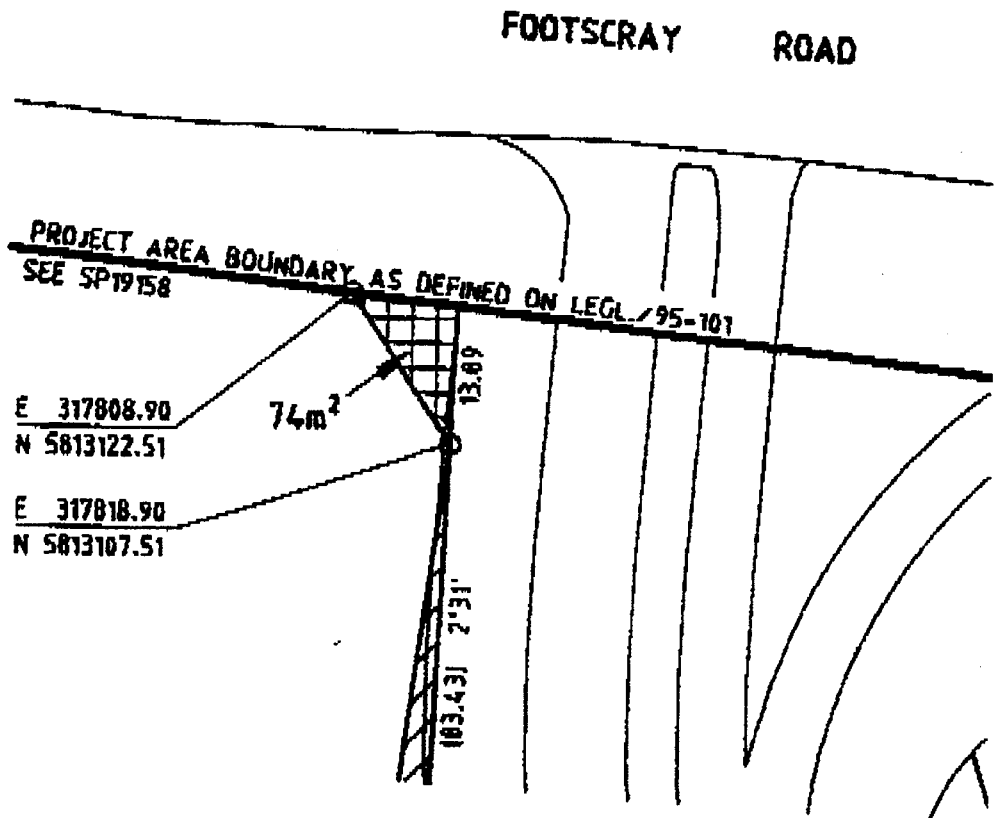 FOOTSCRAY ROAD
PROJECT AREA BOUNDARY AS DEFINED ON LEGL./95-101
SEE SP19158
13.89
74m²
E 317808.90
N 5813122.51
E 317818.90
N 5813107.51
2°31'
(83.43)